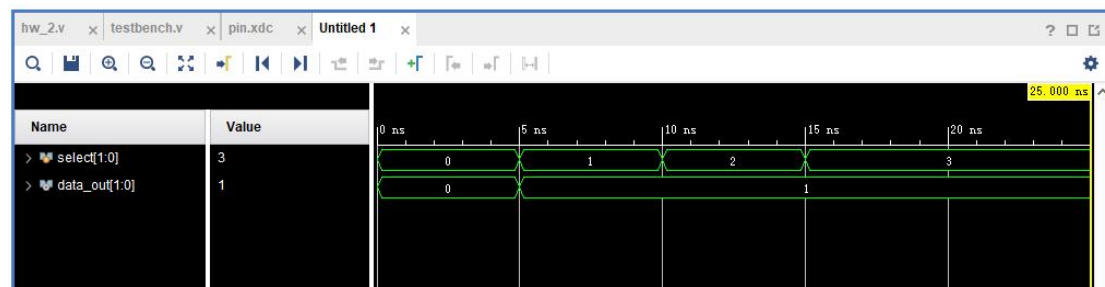 hw_2.v × testbench.v × pin.xdc × Untitled 1 × ?
25.000 ns
Name Value 0 ns 5 ns 10 ns 15 ns 20 ns
select[1:0] 3 0 1 2 3
data_out[1:0] 1 0 1